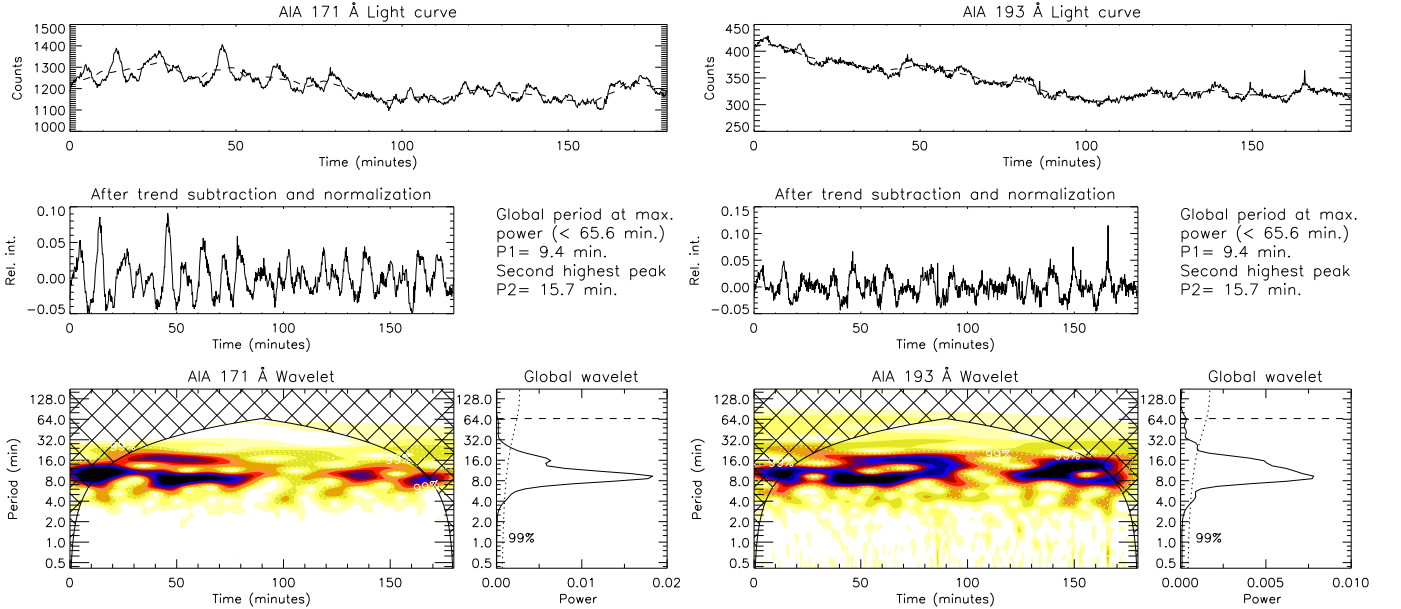 AIA 171 Å Light curve
1500
1400
1300
1200
1100
1000
Counts
0 50 100 150
Time (minutes)
AIA 193 Å Light curve
450
400
350
300
250
Counts
0 50 100 150
Time (minutes)
After trend subtraction and normalization
0.10
0.05
0.00
-0.05
Rel. int.
0 50 100 150
Time (minutes)
Global period at max.
power (< 65.6 min.)
P1= 9.4 min.
Second highest peak
P2= 15.7 min.
After trend subtraction and normalization
0.15
0.10
0.05
0.00
-0.05
Rel. int.
0 50 100 150
Time (minutes)
Global period at max.
power (< 65.6 min.)
P1= 9.4 min.
Second highest peak
P2= 15.7 min.
AIA 171 Å Wavelet
128.0
64.0
32.0
16.0
8.0
4.0
2.0
1.0
0.5
Period (min)
99%
0 50 100 150
Time (minutes)
Global wavelet
128.0
64.0
32.0
16.0
8.0
4.0
2.0
1.0
0.5
99%
0.00 0.01 0.02
Power
AIA 193 Å Wavelet
128.0
64.0
32.0
16.0
8.0
4.0
2.0
1.0
0.5
Period (min)
99%
99%
99%
0 50 100 150
Time (minutes)
Global wavelet
128.0
64.0
32.0
16.0
8.0
4.0
2.0
1.0
0.5
99%
0.000 0.005 0.010
Power